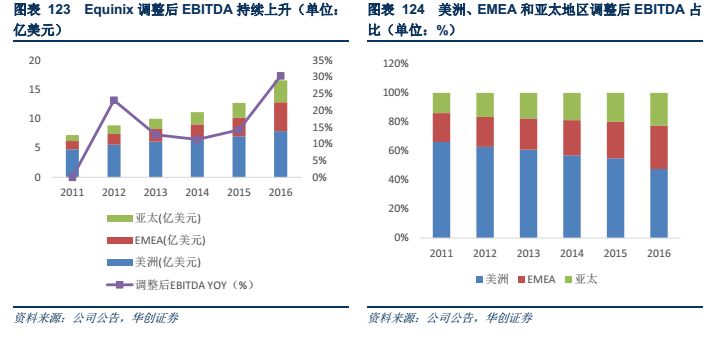 图表 123 Equinix 调整后 EBITDA 持续上升（单位：
亿美元）
20
15
10
5
0
35%
30%
25%
20%
15%
10%
5%
0%
2011 2012 2013 2014 2015 2016
亚太(亿美元)
EMEA(亿美元)
美洲(亿美元)
调整后EBITDA YOY（%）
资料来源：公司公告，华创证券
图表 124 美洲、EMEA 和亚太地区调整后 EBITDA 占
比（单位：%）
120%
100%
80%
60%
40%
20%
0%
2011 2012 2013 2014 2015 2016
美洲 EMEA 亚太
资料来源：公司公告，华创证券